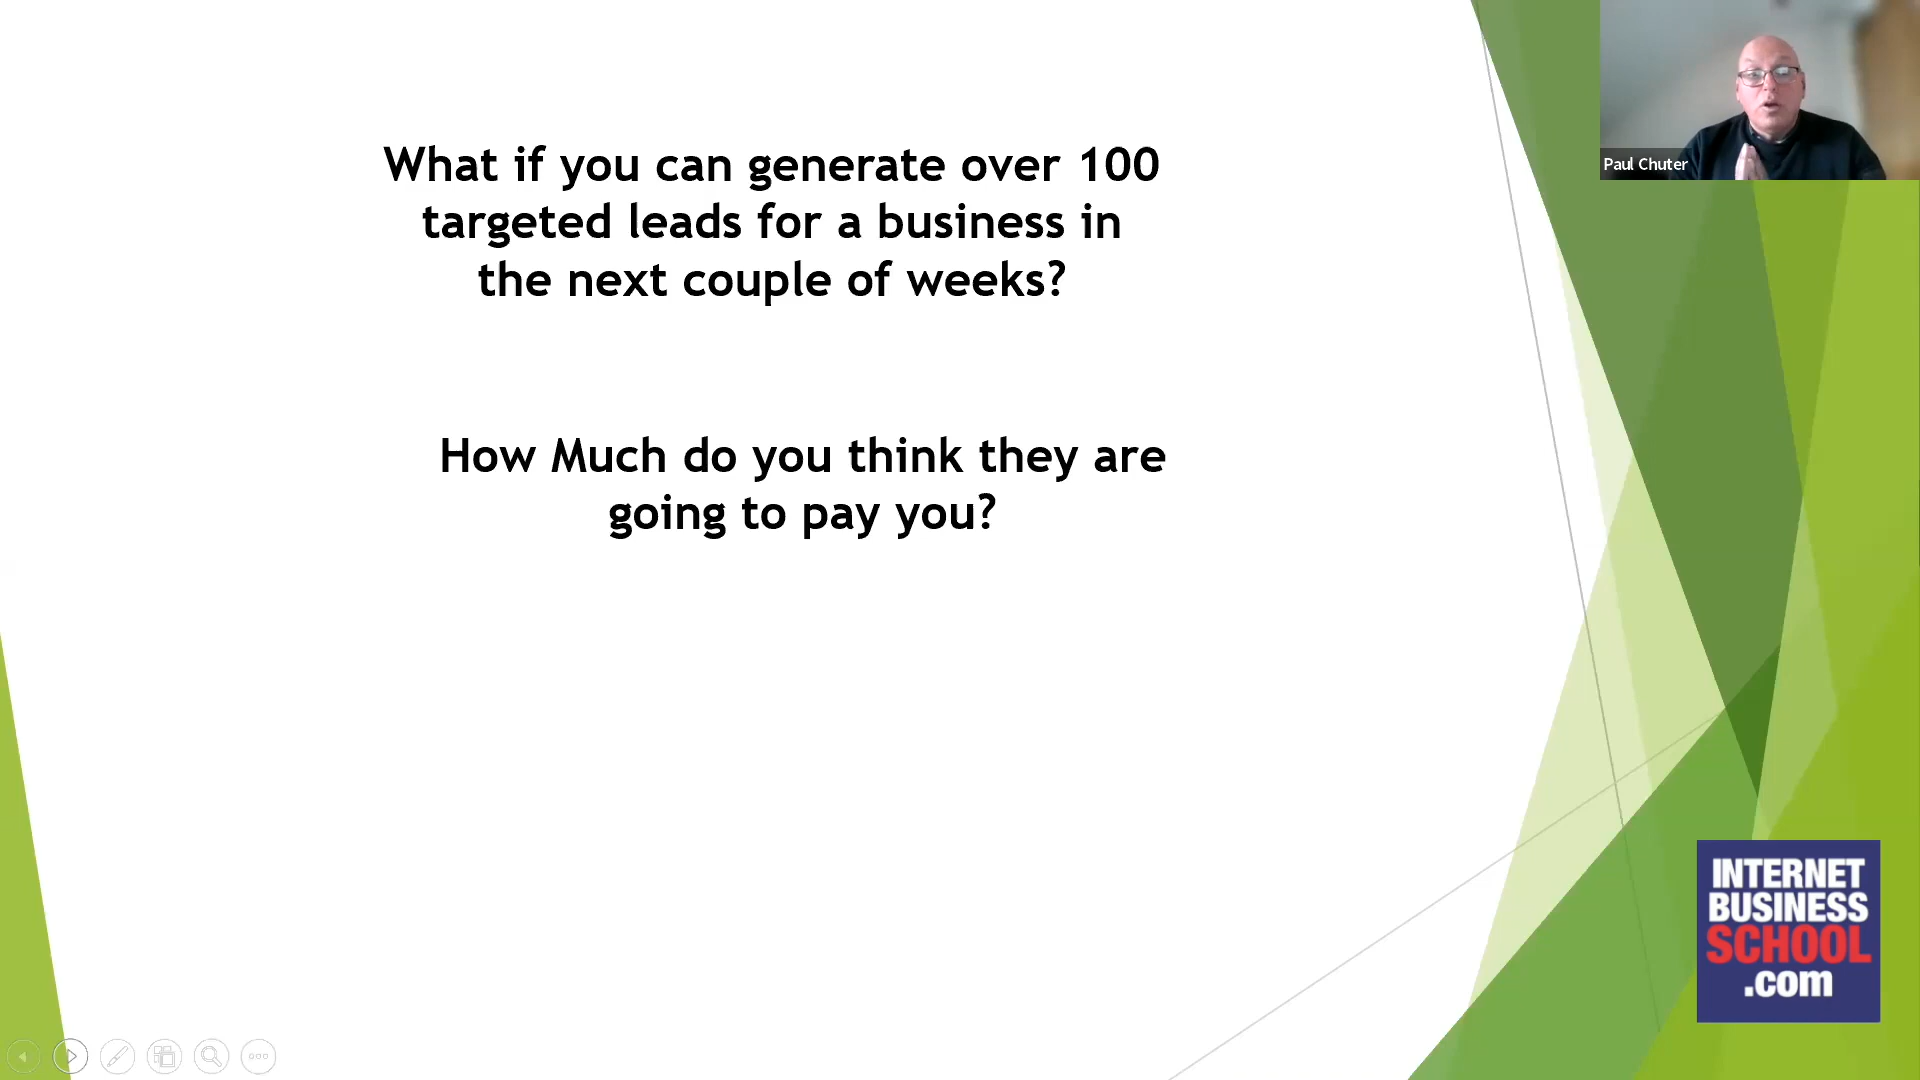 What if you can generate over 100
targeted leads for a business in
the next couple of weeks?
How Much do you think they are
going to pay you?
Paul Chuter
INTERNET
BUSINESS
SCHOOL
.com